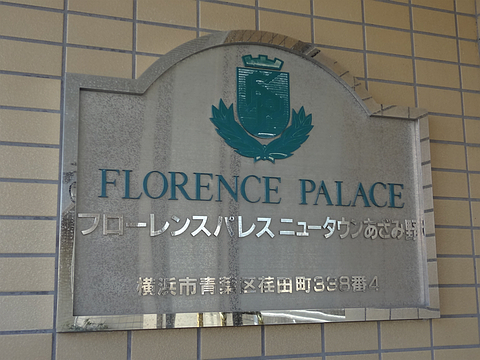 FLORENCE PALACE
フローレンスパレスニュータウンあざみ野
横浜市青葉区荏田町338番4